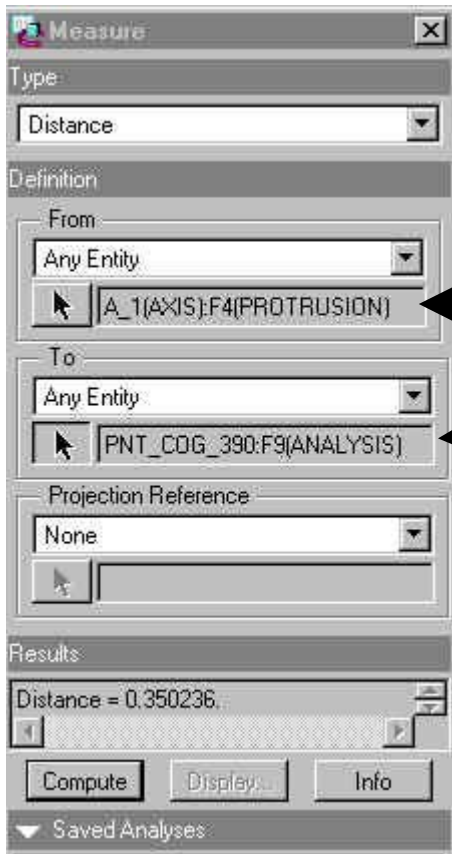 Measure
Type
Distance
Definition
From
Any Entity
A_1(AXIS):F4(PROTRUSION)
To
Any Entity
PNT_COG_390:F9(ANALYSIS)
Projection Reference
None
Results
Distance = 0.350236.
Compute Display... Info
Saved Analyses